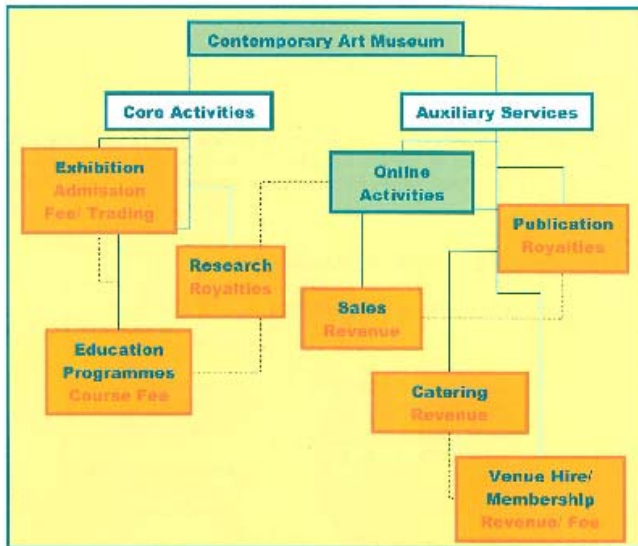 Contemporary Art Museum
Core Activities
Auxiliary Services
Exhibition
Admission
Fee/ Trading
Online
Activities
Publication
Royalties
Research
Royalties
Sales
Revenue
Education
Programmes
Course Fee
Catering
Revenue
Venue Hire/
Membership
Revenue/ Fee